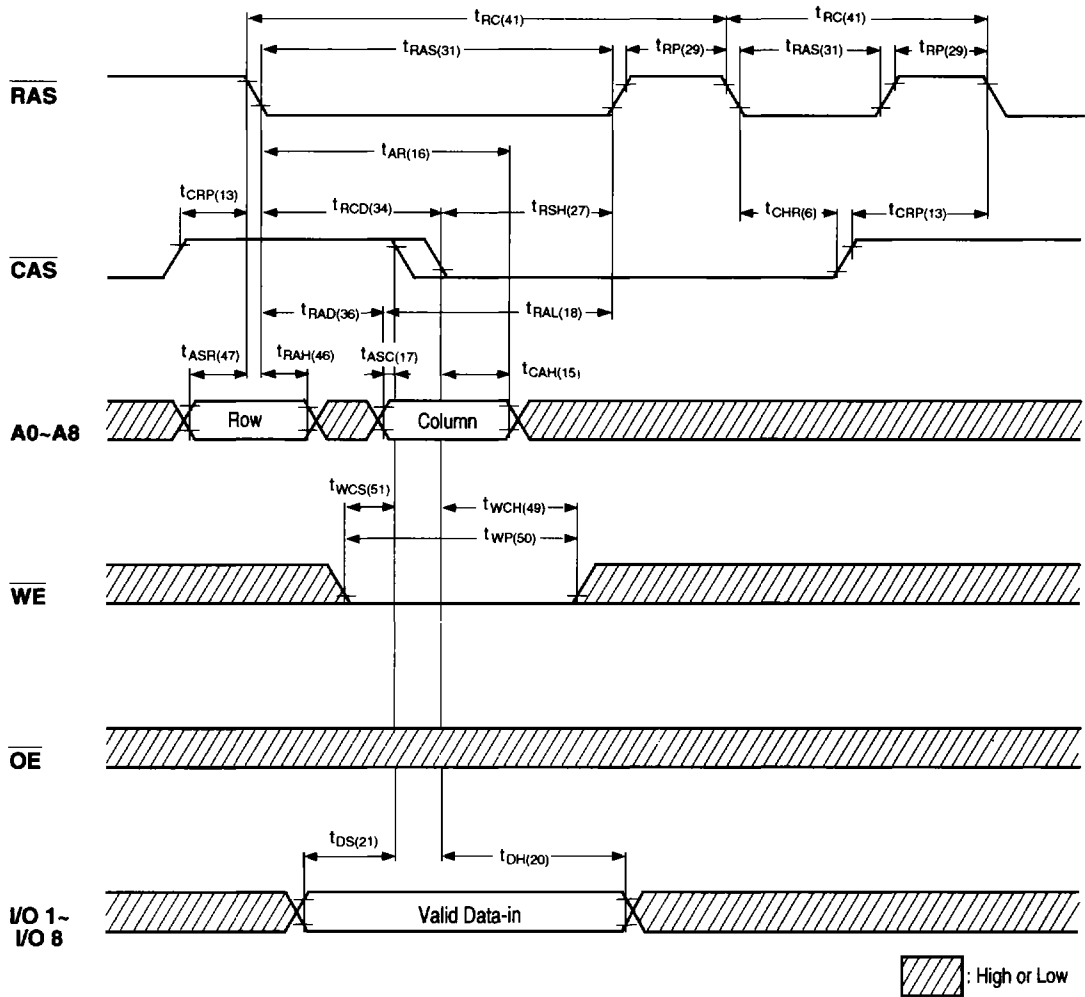 tRC(41) tRC(41)
tRAS(31) tRP(29) tRAS(31) tRP(29)
RAS
tAR(16)
tCRP(13) tRCD(34) tRSH(27) tCHR(6) tCRP(13)
CAS
tRAD(36) tRAL(18)
tASR(47) tRAH(46) tASC(17) tCAH(15)
A0~A8 Row Column
tWCS(51) tWCH(49)
tWP(50)
WE
OE
tDS(21) tDH(20)
I/O 1~
I/O 8 Valid Data-in
: High or Low